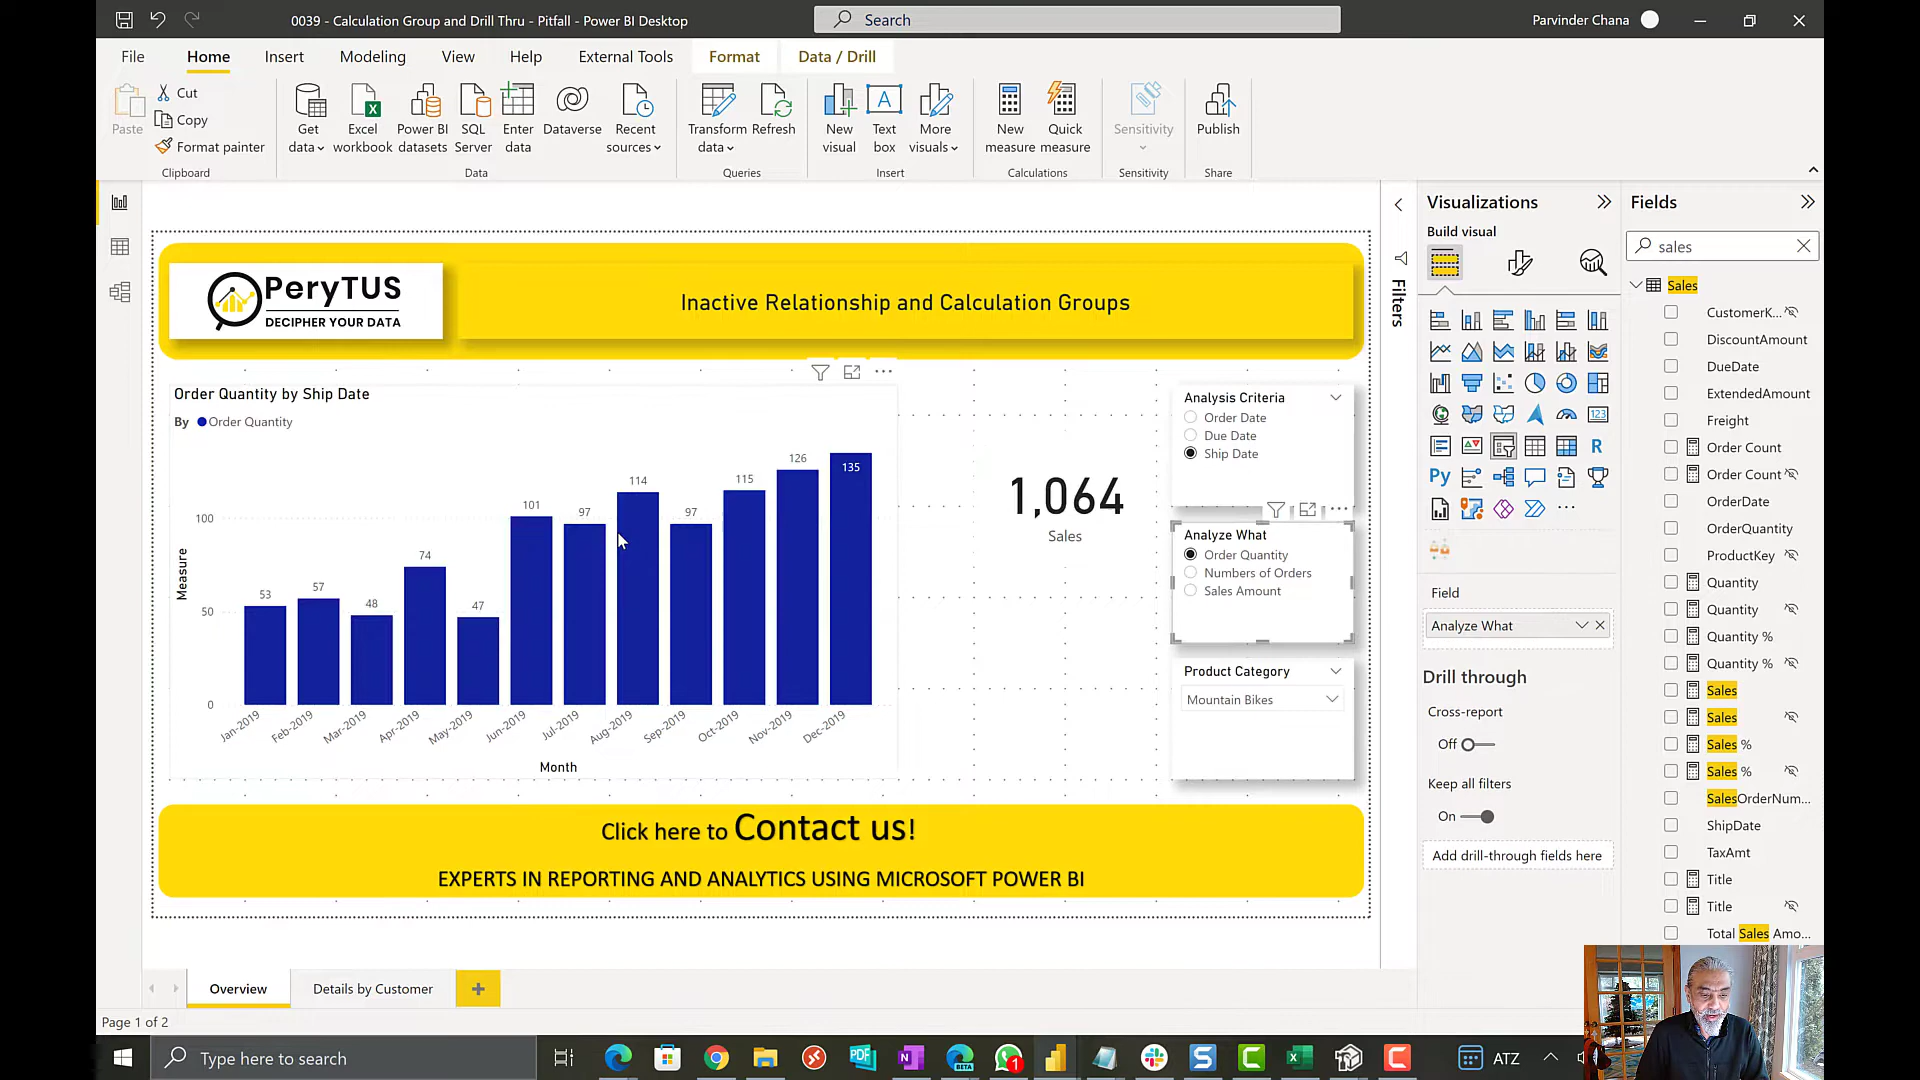 0039 - Calculation Group and Drill Thru - Pitfall - Power BI Desktop
Search
Parvinder Chana
File
Home
Insert
Modeling
View
Help
External Tools
Format
Data / Drill
Paste
Cut
Copy
Format painter
Get data
Excel workbook
Power BI datasets
SQL Server
Enter data
Dataverse
Recent sources
Transform data
Refresh
New visual
Text box
More visuals
New measure
Quick measure
Sensitivity
Publish
Clipboard
Data
Queries
Insert
Calculations
Sensitivity
Share
PeryTUS
DECIPHER YOUR DATA
Inactive Relationship and Calculation Groups
Order Quantity by Ship Date
By Order Quantity
Measure
100
50
0
53
57
48
74
47
101
97
114
97
115
126
135
Jan-2019
Feb-2019
Mar-2019
Apr-2019
May-2019
Jun-2019
Jul-2019
Aug-2019
Sep-2019
Oct-2019
Nov-2019
Dec-2019
Month
1,064
Sales
Analysis Criteria
Order Date
Due Date
Ship Date
Analyze What
Order Quantity
Numbers of Orders
Sales Amount
Product Category
Mountain Bikes
Click here to Contact us!
EXPERTS IN REPORTING AND ANALYTICS USING MICROSOFT POWER BI
Filters
Visualizations
Build visual
R
Py
123
Field
Analyze What
Drill through
Cross-report
Off
Keep all filters
On
Add drill-through fields here
Fields
sales
Sales
CustomerK...
DiscountAmount
DueDate
ExtendedAmount
Freight
Order Count
Order Count
OrderDate
OrderQuantity
ProductKey
Quantity
Quantity
Quantity %
Quantity %
Sales
Sales
Sales %
Sales %
SalesOrderNum...
ShipDate
TaxAmt
Title
Title
Total Sales Amo...
Overview
Details by Customer
+
Page 1 of 2
Type here to search
ATZ